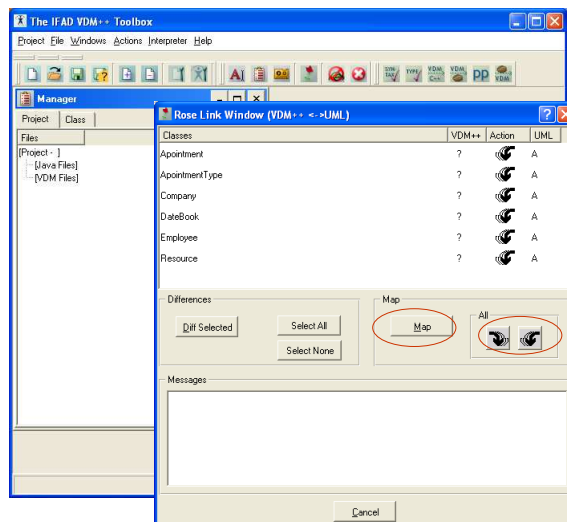 The IFAD VDM++ Toolbox
Project File Windows Actions Interpreter Help
Manager
Project Class
Files
[Project - ]
[Java Files]
[VDM Files]
Rose Link Window (VDM++ <->UML)
Classes VDM++ Action UML
Apointment ? A
ApointmentType ? A
Company ? A
DateBook ? A
Employee ? A
Resource ? A
Differences
Diff Selected
Select All
Select None
Map
Map
All
Messages
Cancel